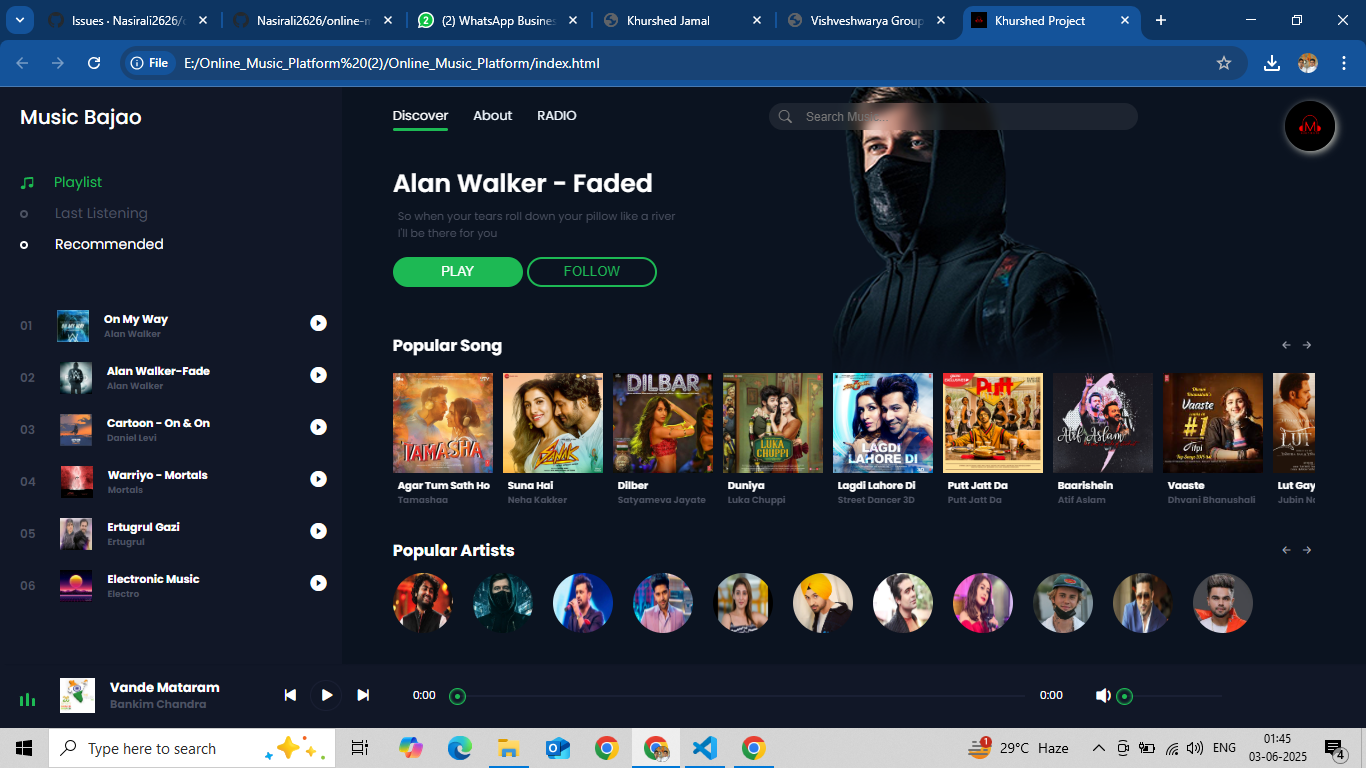 Issues · Nasirali2626/
Nasirali2626/online-m
2
(2) WhatsApp Busines
Khurshed Jamal
Vishveshwarya Group
Khurshed Project
File
E:/Online_Music_Platform%20(2)/Online_Music_Platform/index.html
Music Bajao
Discover
About
RADIO
Search Music...
M
Playlist
Last Listening
Recommended
Alan Walker - Faded
So when your tears roll down your pillow like a river
I'll be there for you
PLAY
FOLLOW
01
On My Way
Alan Walker
02
Alan Walker-Fade
Alan Walker
03
Cartoon - On & On
Daniel Levi
04
Warriyo - Mortals
Mortals
05
Ertugrul Gazi
Ertugrul
06
Electronic Music
Electro
Popular Song
TAMASHA
SANAK
DILBAR
LUKA
CHUPPI
LAGDI
LAHORE DI
Putt
Atif Aslam
Vaaste
#1
LUT
Agar Tum Sath Ho
Tamashaa
Suna Hai
Neha Kakker
Dilber
Satyameva Jayate
Duniya
Luka Chuppi
Lagdi Lahore Di
Street Dancer 3D
Putt Jatt Da
Putt Jatt Da
Baarishein
Atif Aslam
Vaaste
Dhvani Bhanushali
Lut Gay
Jubin No
Popular Artists
Vande Mataram
Bankim Chandra
0:00
0:00
Type here to search
1
29°C Haze
ENG
01:45
03-06-2025
4